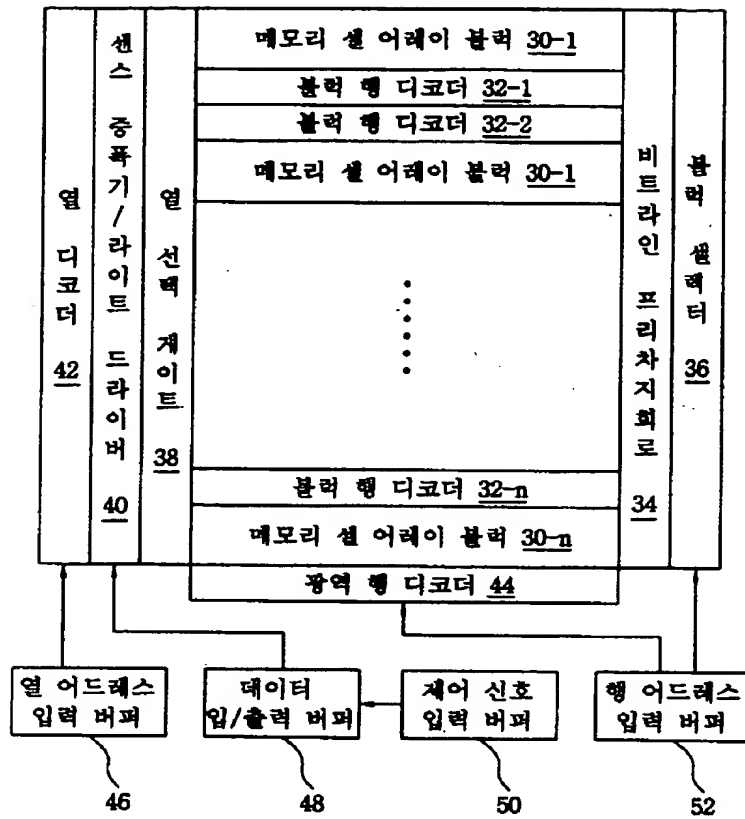 메모리 셀 어레이 블럭 30-1
블럭 행 디코더 32-1
블럭 행 디코더 32-2
메모리 셀 어레이 블럭 30-1
블럭 행 디코더 32-n
메모리 셀 어레이 블럭 30-n
광역 행 디코더 44
열 디코더 42
센스 증폭기/라이트 드라이버 40
열 선택 게이트 38
비트라인 프리차지회로 34
블럭 셀렉터 36
열 어드레스
입력 버퍼
데이터
입/출력 버퍼
제어 신호
입력 버퍼
행 어드레스
입력 버퍼
46
48
50
52